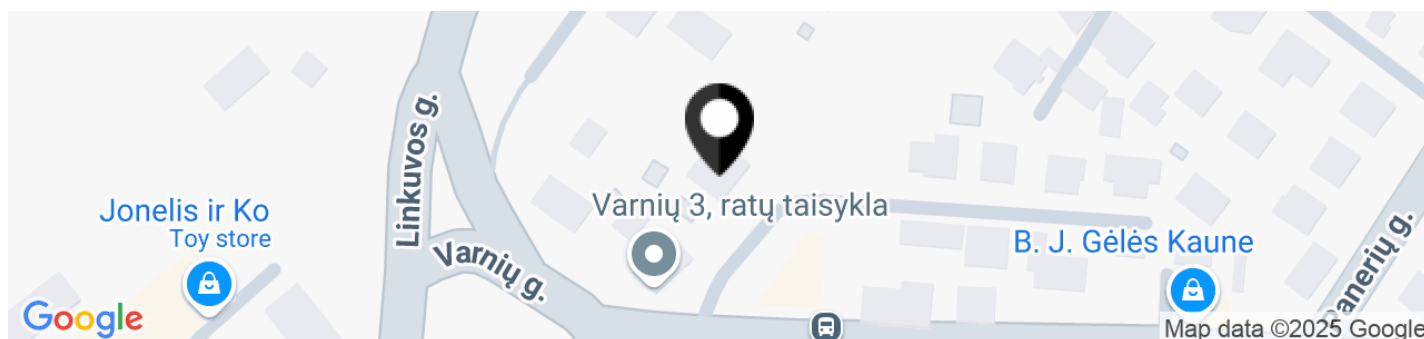 Linkuvos g.
Varnių 3, ratų taisykla
Jonelis ir Ko
Toy store
Varnių g.
B. J. Gėlės Kaune
Panerių g.
Google
Map data ©2025 Google